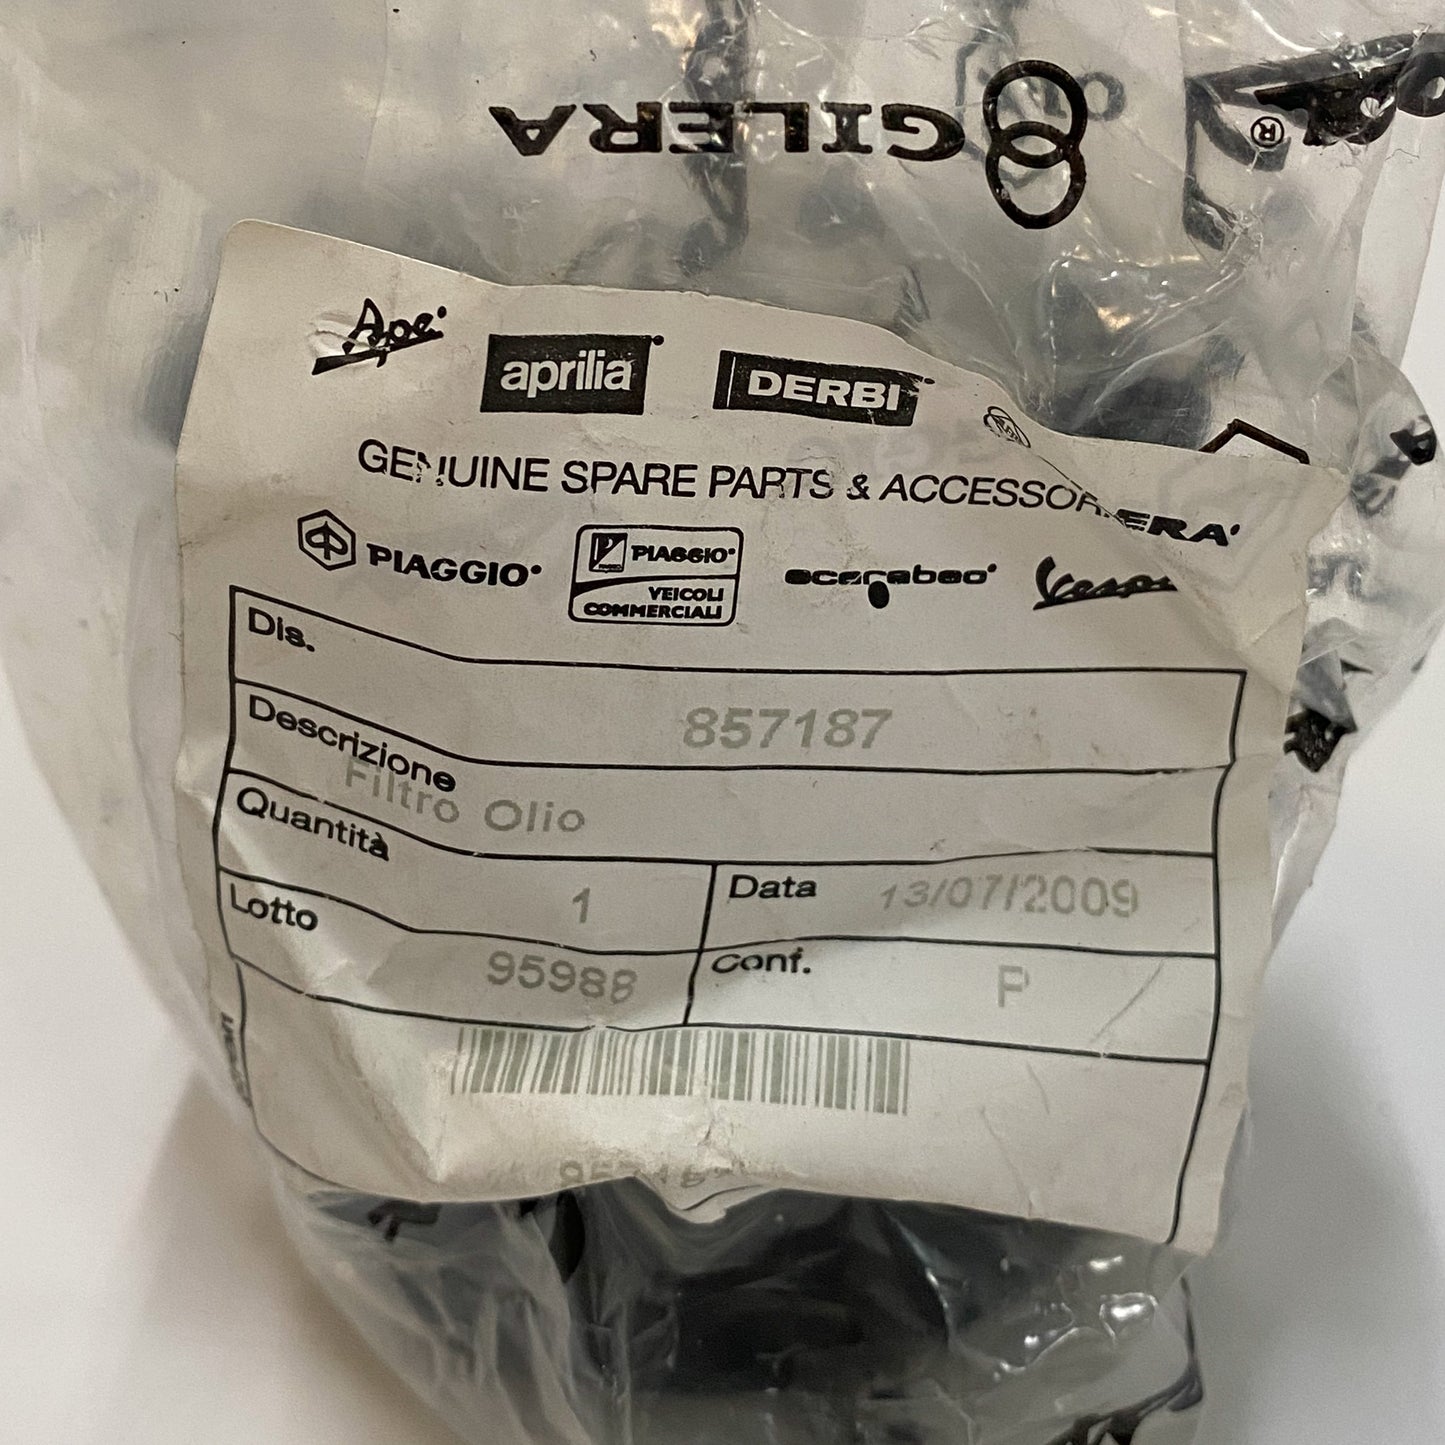 GILERA
®
Ape
aprilia
DERBI
GENUINE SPARE PARTS & ACCESSOR
ERA
PIAGGIO
PIAGGIO
VEICOLI
COMMERCIALI
scarabeo
Vespa
Dis.
857187
Descrizione
Filtro Olio
Quantità
1
Data 13/07/2009
Lotto
95988
Conf.
P